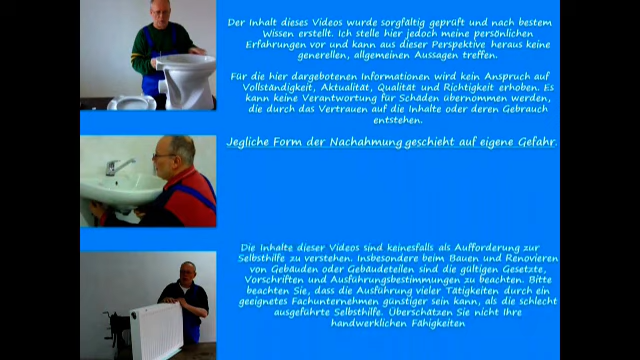 Der Inhalt dieses Videos wurde sorgfältig geprüft und nach bestem
Wissen erstellt. Ich stelle hier jedoch meine persönlichen
Erfahrungen vor und kann aus dieser Perspektive heraus keine
generellen, allgemeinen Aussagen treffen.
Für die hier dargebotenen Informationen wird kein Anspruch auf
Vollständigkeit, Aktualität, Qualität und Richtigkeit erhoben. Es
kann keine Verantwortung für Schäden übernommen werden,
die durch das Vertrauen auf die Inhalte oder deren Gebrauch
entstehen.
Jegliche Form der Nachahmung geschieht auf eigene Gefahr.
Die Inhalte dieser Videos sind keinesfalls als Aufforderung zur
Selbsthilfe zu verstehen. Insbesondere beim Bauen und Renovieren
von Gebäuden oder Gebäudeteilen sind die gültigen Gesetzte,
Vorschriften und Ausführungsbestimmungen zu beachten. Bitte
beachten Sie, dass die Ausführung vieler Tätigkeiten durch ein
geeignetes Fachunternehmen günstiger sein kann, als die schlecht
ausgeführte Selbsthilfe. Überschätzen Sie nicht Ihre
handwerklichen Fähigkeiten